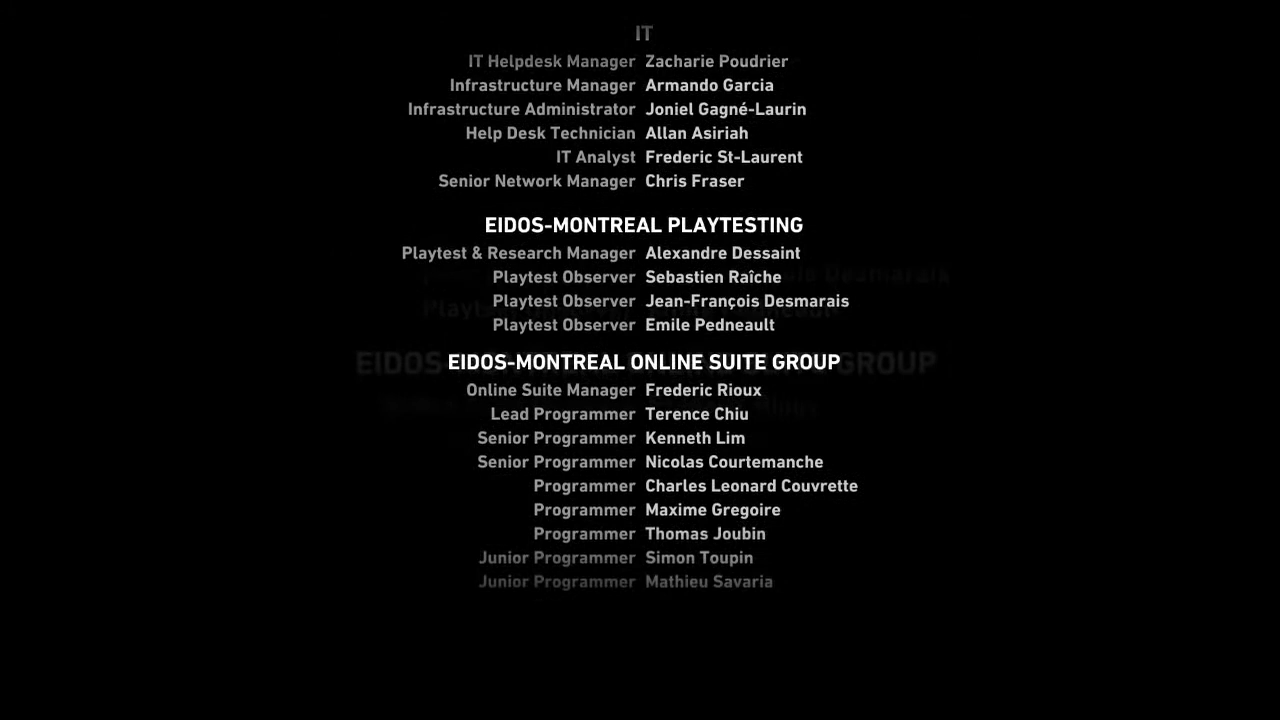 IT
IT Helpdesk Manager Zacharie Poudrier
Infrastructure Manager Armando Garcia
Infrastructure Administrator Joniel Gagné-Laurin
Help Desk Technician Allan Asiriah
IT Analyst Frederic St-Laurent
Senior Network Manager Chris Fraser
EIDOS-MONTREAL PLAYTESTING
Playtest & Research Manager Alexandre Dessaint
Playtest Observer Sebastien Raîche
Playtest Observer Jean-François Desmarais
Playtest Observer Emile Pedneault
EIDOS-MONTREAL ONLINE SUITE GROUP
Online Suite Manager Frederic Rioux
Lead Programmer Terence Chiu
Senior Programmer Kenneth Lim
Senior Programmer Nicolas Courtemanche
Programmer Charles Leonard Couvrette
Programmer Maxime Gregoire
Programmer Thomas Joubin
Junior Programmer Simon Toupin
Junior Programmer Mathieu Savaria